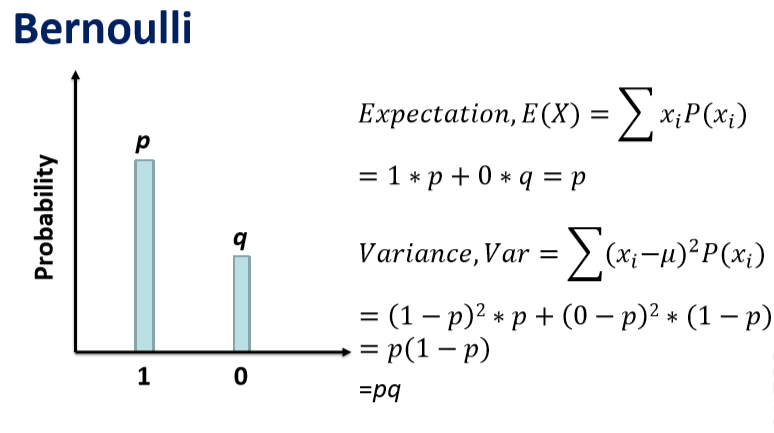 Bernoulli
Probability
p
q
1
0
Expectation, E(X) = ∑ xᵢP(xᵢ)
= 1 ∗ p + 0 ∗ q = p
Variance, Var = ∑(xᵢ−μ)²P(xᵢ)
= (1 − p)² ∗ p + (0 − p)² ∗ (1 − p)
= p(1 − p)
=pq